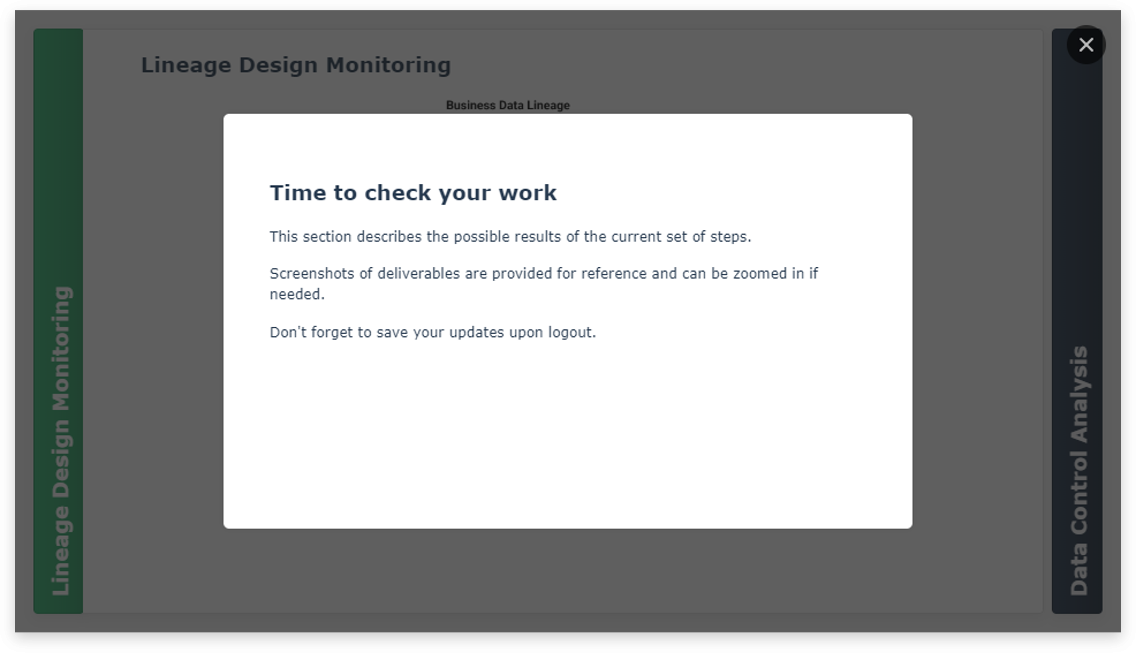 Lineage Design Monitoring
Business Data Lineage
Time to check your work
This section describes the possible results of the current set of steps.
Screenshots of deliverables are provided for reference and can be zoomed in if
needed.
Don't forget to save your updates upon logout.
Lineage Design Monitoring
Data Control Analysis